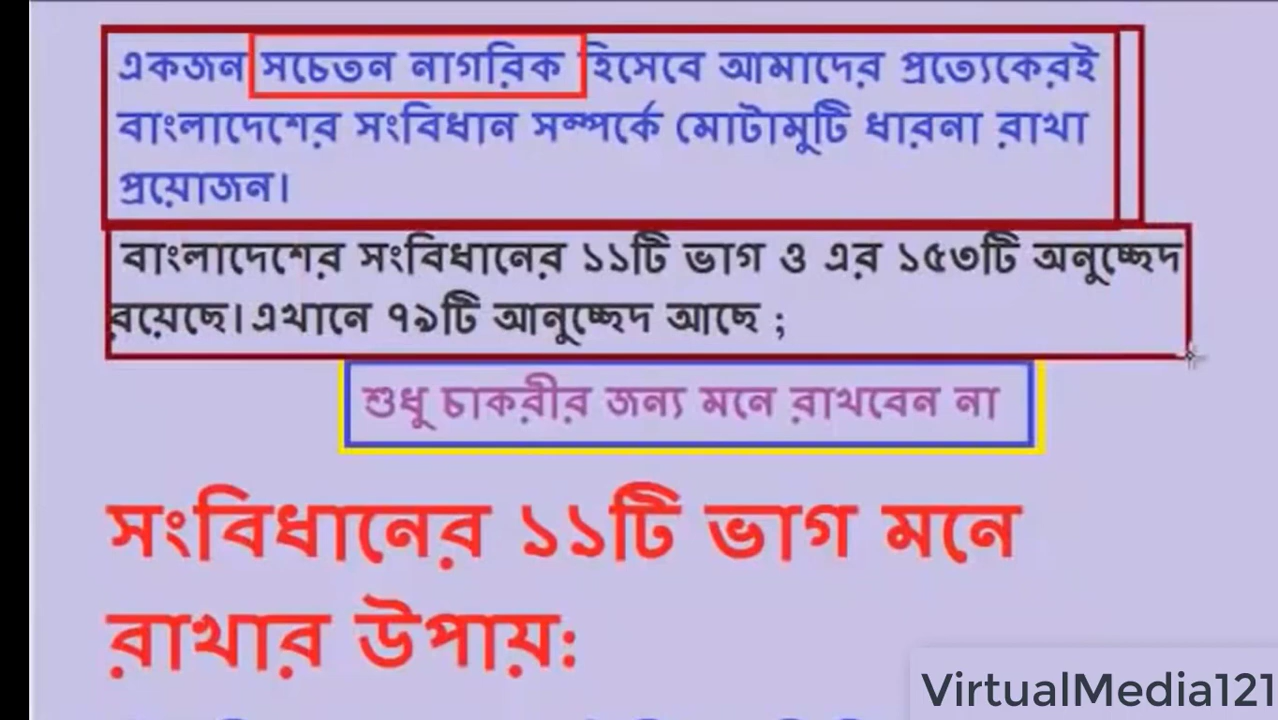 একজন সচেতন নাগরিক হিসেবে আমাদের প্রত্যেকেরই
বাংলাদেশের সংবিধান সম্পর্কে মোটামুটি ধারনা রাখা
প্রয়োজন।
বাংলাদেশের সংবিধানের ১১টি ভাগ ও এর ১৫৩টি অনুচ্ছেদ
রয়েছে।এখানে ৭৯টি আনুচ্ছেদ আছে ;
শুধু চাকরীর জন্য মনে রাখবেন না
সংবিধানের ১১টি ভাগ মনে
রাখার উপায়:
VirtualMedia121